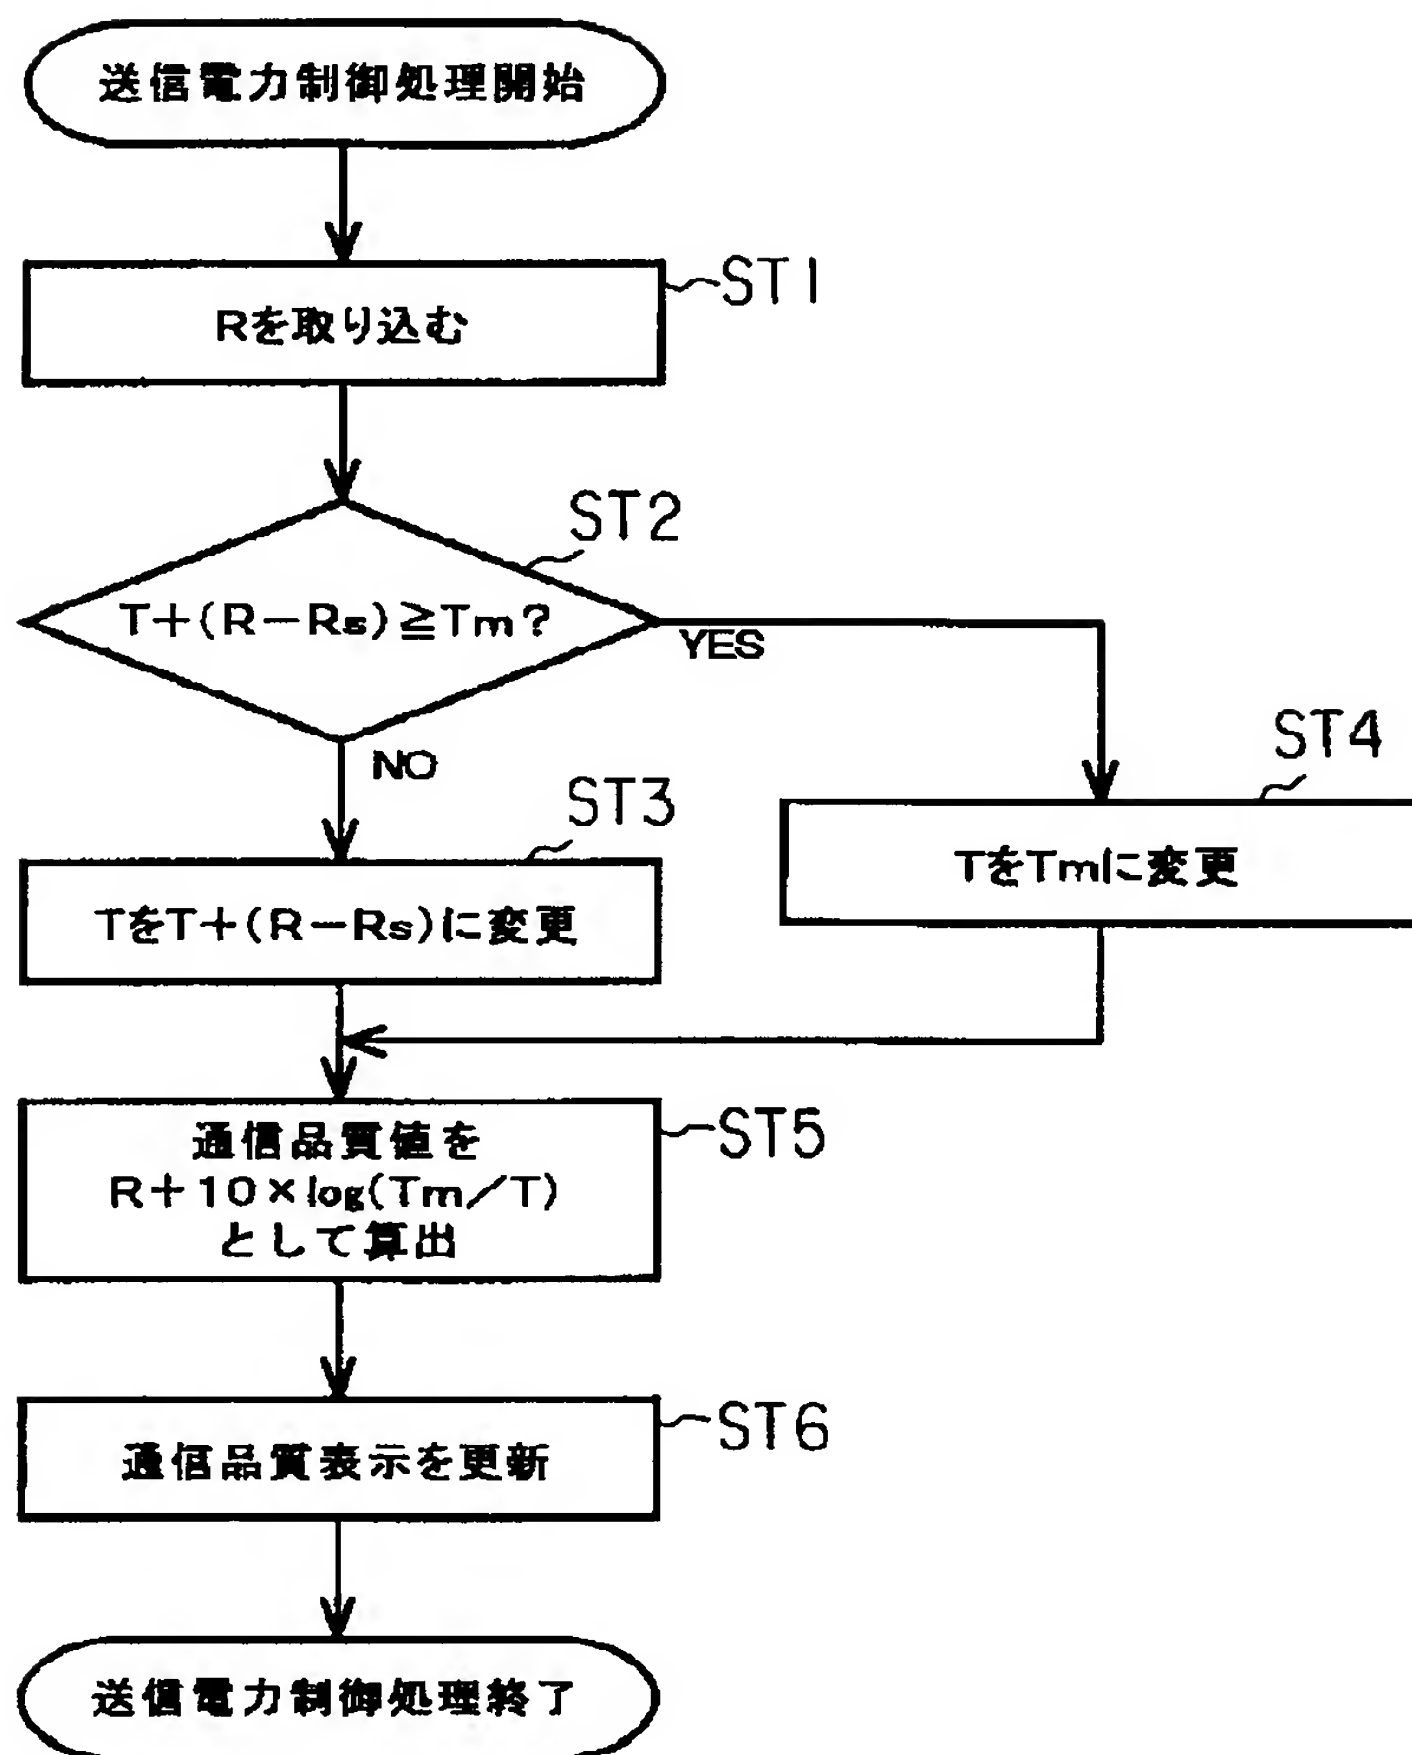 送信電力制御処理開始
ST1
Rを取り込む
ST2
T+(R-Rs)≧Tm?
YES
NO
ST3
TをT+(R-Rs)に変更
ST4
TをTmに変更
ST5
通信品質値を
R+10×log(Tm/T)
として算出
ST6
通信品質表示を更新
送信電力制御処理終了